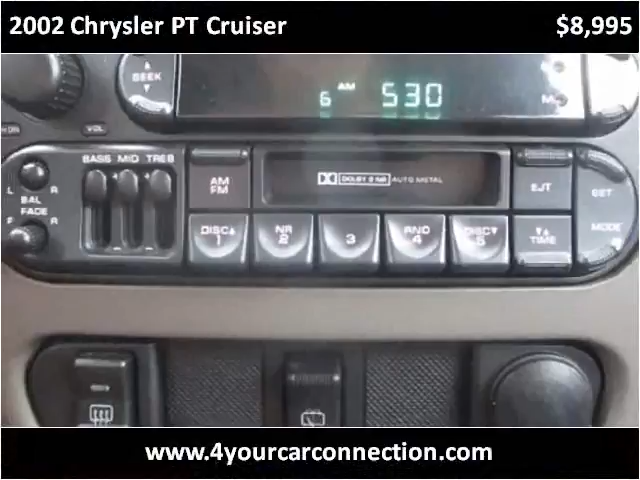 2002 Chrysler PT Cruiser $8,995
SEEK
6 AM 530
VOL
BASS MID TREB
AM
FM
DOLBY B NR AUTO METAL
EJT
SET
L R
BAL
FADE
F R
DISC▲
1
NR
2
3
RND
4
DISC▼
5
▼▲
TIME
MODE
www.4yourcarconnection.com